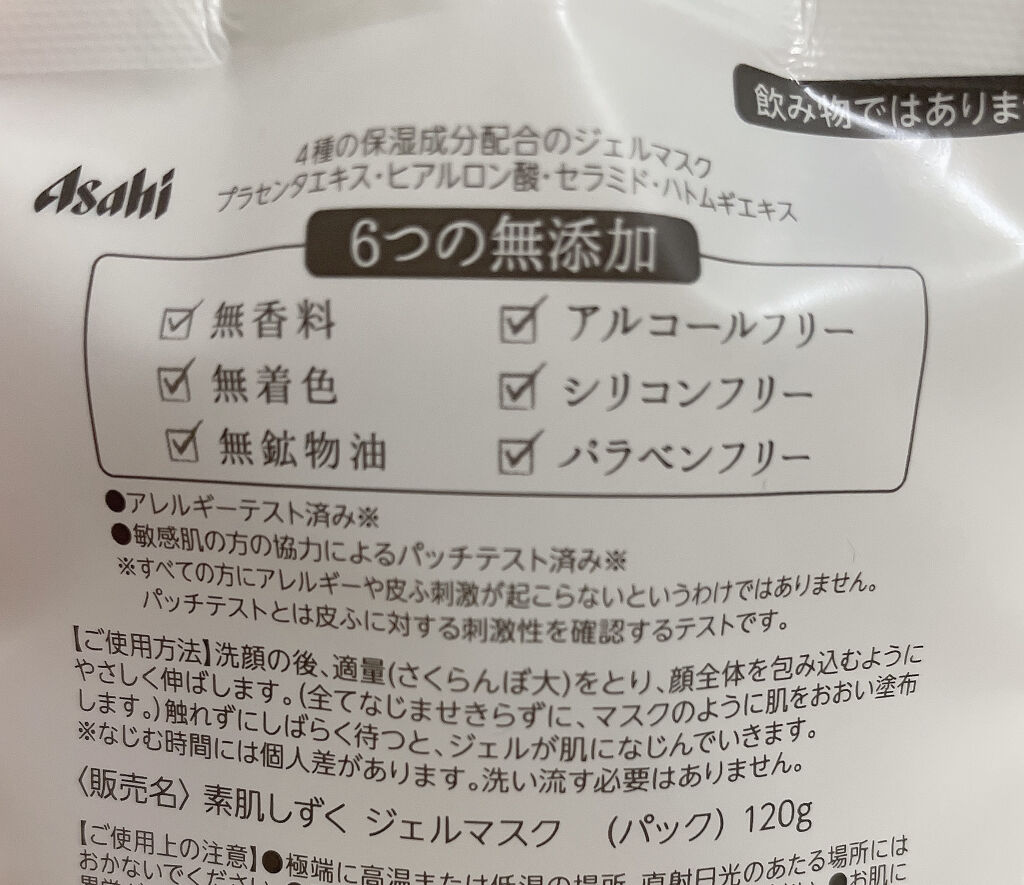 飲み物ではありま
4種の保湿成分配合のジェルマスク
プラセンタエキス・ヒアルロン酸・セラミド・ハトムギエキス
Asahi
6つの無添加
無香料
アルコールフリー
無着色
シリコンフリー
無鉱物油
パラベンフリー
●アレルギーテスト済み※
●敏感肌の方の協力によるパッチテスト済み※
※すべての方にアレルギーや皮ふ刺激が起こらないというわけではありません。
パッチテストとは皮ふに対する刺激性を確認するテストです。
【ご使用方法】洗顔の後、適量(さくらんぼ大)をとり、顔全体を包み込むように
やさしく伸ばします。(全てなじませきらずに、マスクのように肌をおおい塗布
します。)触れずにしばらく待つと、ジェルが肌になじんでいきます。
※なじむ時間には個人差があります。洗い流す必要はありません。
〈販売名〉 素肌しずく ジェルマスク (パック) 120g
【ご使用上の注意】●極端に高温または低温の場所、直射日光のあたる場所には
おかないでください ●お肌に